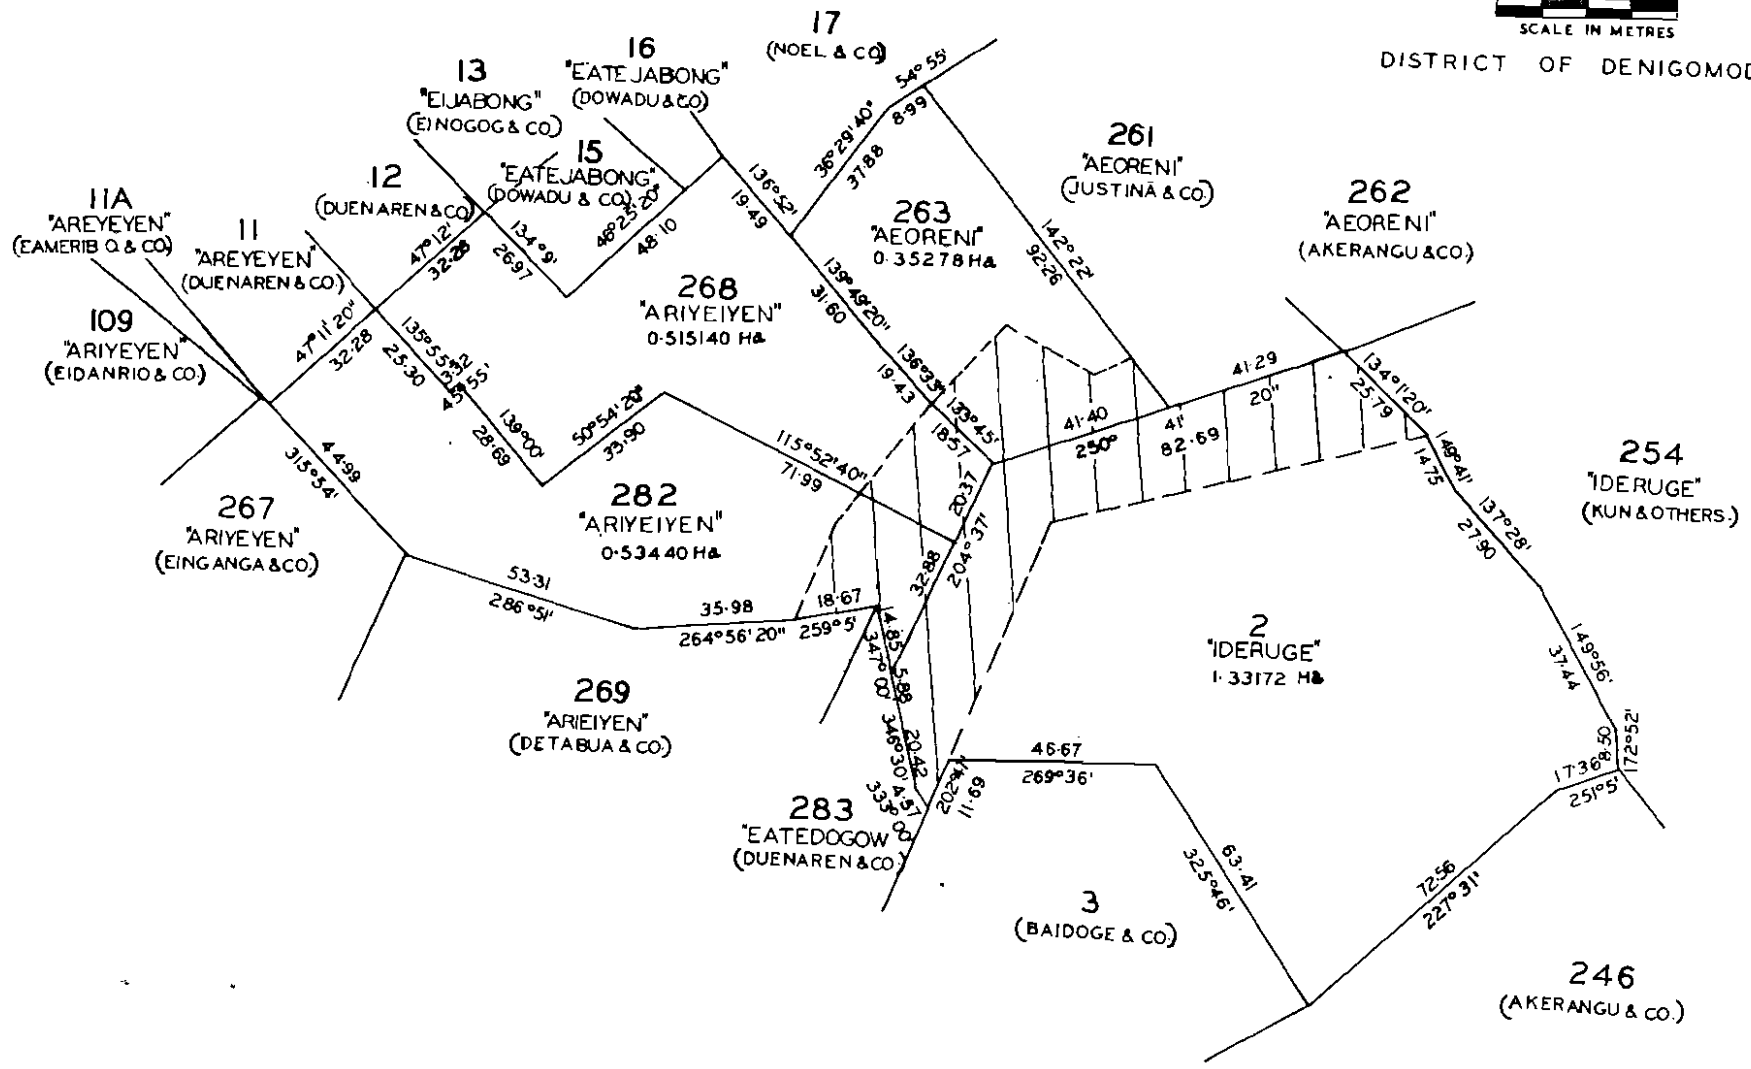 SCALE IN METRES
DISTRICT OF DENIGOMOD
17
(NOEL & CO)
16
"EATEJABONG"
(DOWADU & CO)
13
"EIJABONG"
(EINOGOG & CO.)
15
"EATEJABONG"
(DOWADU & CO.)
12
(DUENAREN & CO.)
11A
"AREYEYEN"
(EAMERIB O. & CO.)
11
"AREYEYEN"
(DUENAREN & CO.)
109
"ARIYEYEN"
(EIDANRIO & CO.)
261
"AEORENI"
(JUSTINA & CO.)
262
"AEORENI"
(AKERANGU & CO.)
263
"AEORENI"
0.35278 Ha
268
"ARIYEIYEN"
0.515140 Ha
282
"ARIYEIYEN"
0.53440 Ha
267
"ARIYEYEN"
(EINGANGA & CO.)
254
"IDERUGE"
(KUN & OTHERS.)
2
"IDERUGE"
1.33172 Ha
269
"ARIEIYEN"
(DETABUA & CO.)
283
"EATEDOGOW
(DUENAREN & CO.)
3
(BAIDOGE & CO.)
246
(AKERANGU & CO.)
54° 55'
8.99
36° 29' 40"
37.88
136° 52'
19.49
142° 22'
92.26
139° 49' 20"
31.60
136° 33'
19.43
133° 45'
18.57
47° 12'
32.28
134° 9'
26.97
46° 25' 20"
48.10
47° 11' 20"
32.28
135° 55'
25.30
139° 00'
28.69
50° 54' 20"
33.90
115° 52' 40"
71.99
44.99
315° 54'
53.31
286° 51'
35.98
264° 56' 20"
18.67
259° 5'
20.37
32.88
204° 37'
41.40
250°
41'
82.69
41.29
20"
134° 11' 20"
25.79
149° 41'
14.75
137° 28'
27.90
149° 56'
37.44
8.50
172° 52'
17.36
251° 5'
72.56
227° 31'
63.41
325° 46'
46.67
269° 36'
11.69
4.85
347° 00'
5.88
20.42
346° 30'
4.57
333° 00'